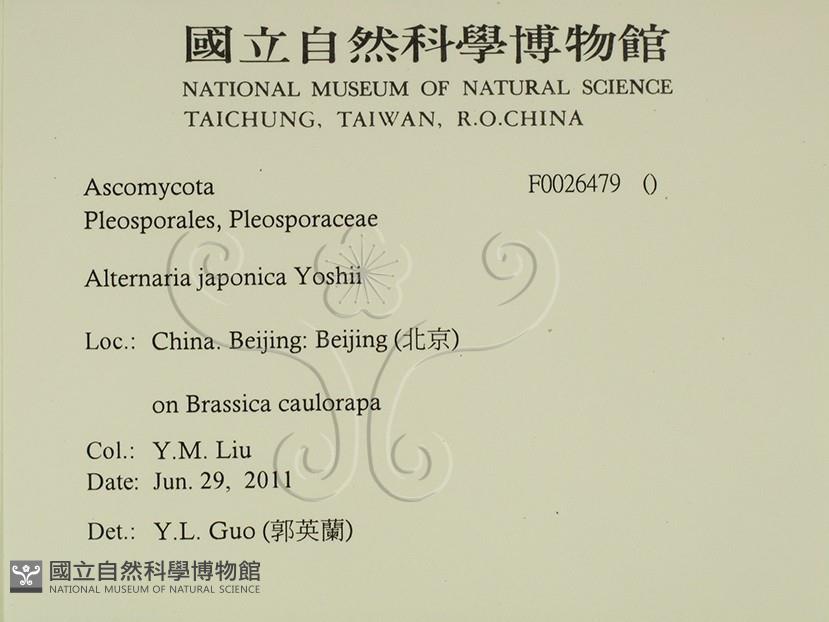 國立自然科學博物館
NATIONAL MUSEUM OF NATURAL SCIENCE
TAICHUNG, TAIWAN, R.O.CHINA
Ascomycota F0026479 ()
Pleosporales, Pleosporaceae
Alternaria japonica Yoshii
Loc.: China. Beijing: Beijing (北京)
on Brassica caulorapa
Col.: Y.M. Liu
Date: Jun. 29, 2011
Det.: Y.L. Guo (郭英蘭)
國立自然科學博物館
NATIONAL MUSEUM OF NATURAL SCIENCE